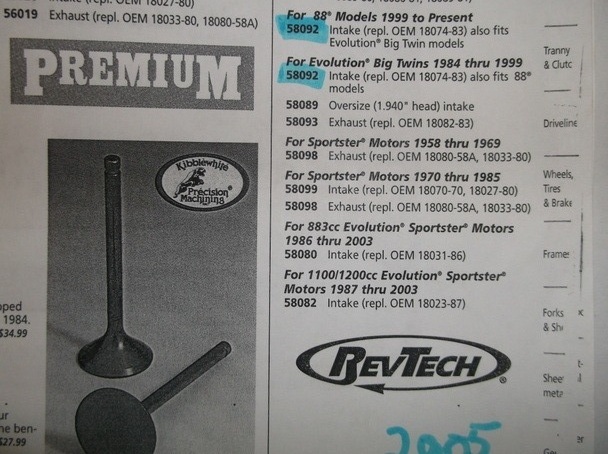 56019 Exhaust (repl. OEM 18033-80, 18080-58A)
PREMIUM
Kibblewhite
Precision
Machining
1984.
$34.99
$27.99
For 88® Models 1999 to Present
58092 Intake (repl. OEM 18074-83) also fits
Evolution® Big Twin models
For Evolution® Big Twins 1984 thru 1999
58092 Intake (repl. OEM 18074-83) also fits 88®
models
58089 Oversize (1.940" head) intake
58093 Exhaust (repl. OEM 18082-83)
For Sportster® Motors 1958 thru 1969
58098 Exhaust (repl. OEM 18080-58A, 18033-80)
For Sportster® Motors 1970 thru 1985
58099 Intake (repl. OEM 18070-70, 18027-80)
58098 Exhaust (repl. OEM 18080-58A, 18033-80)
For 883cc Evolution® Sportster® Motors
1986 thru 2003
58080 Intake (repl. OEM 18031-86)
For 1100/1200cc Evolution® Sportster®
Motors 1987 thru 2003
58082 Intake (repl. OEM 18023-87)
REVTECH®
2005
Tranny
& Clutc
Driveline
Wheels,
Tires
& Brake
Frame
Forks
& Sh
Shee
meta